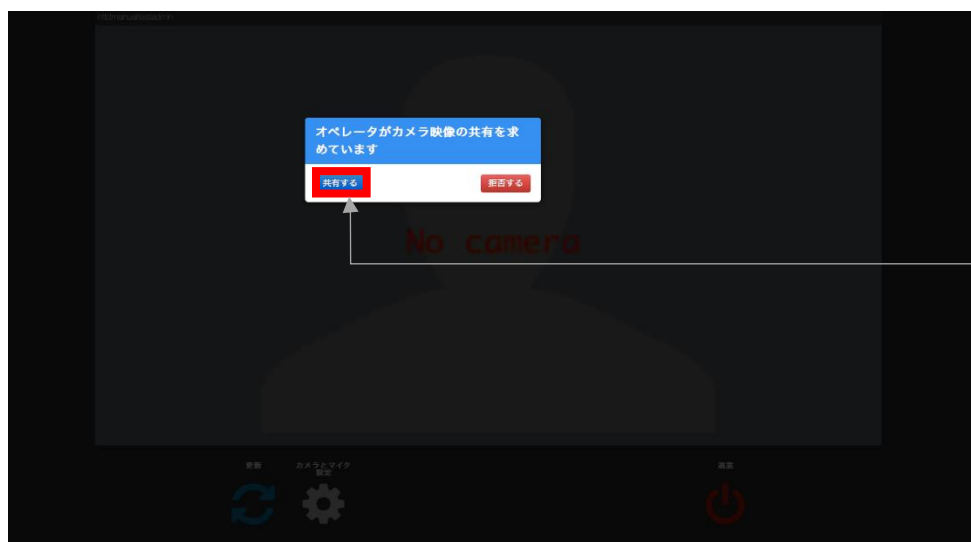 オペレータがカメラ映像の共有を求
めています
共有する
拒否する
No camera
更新
カメラとマイク
設定
退室